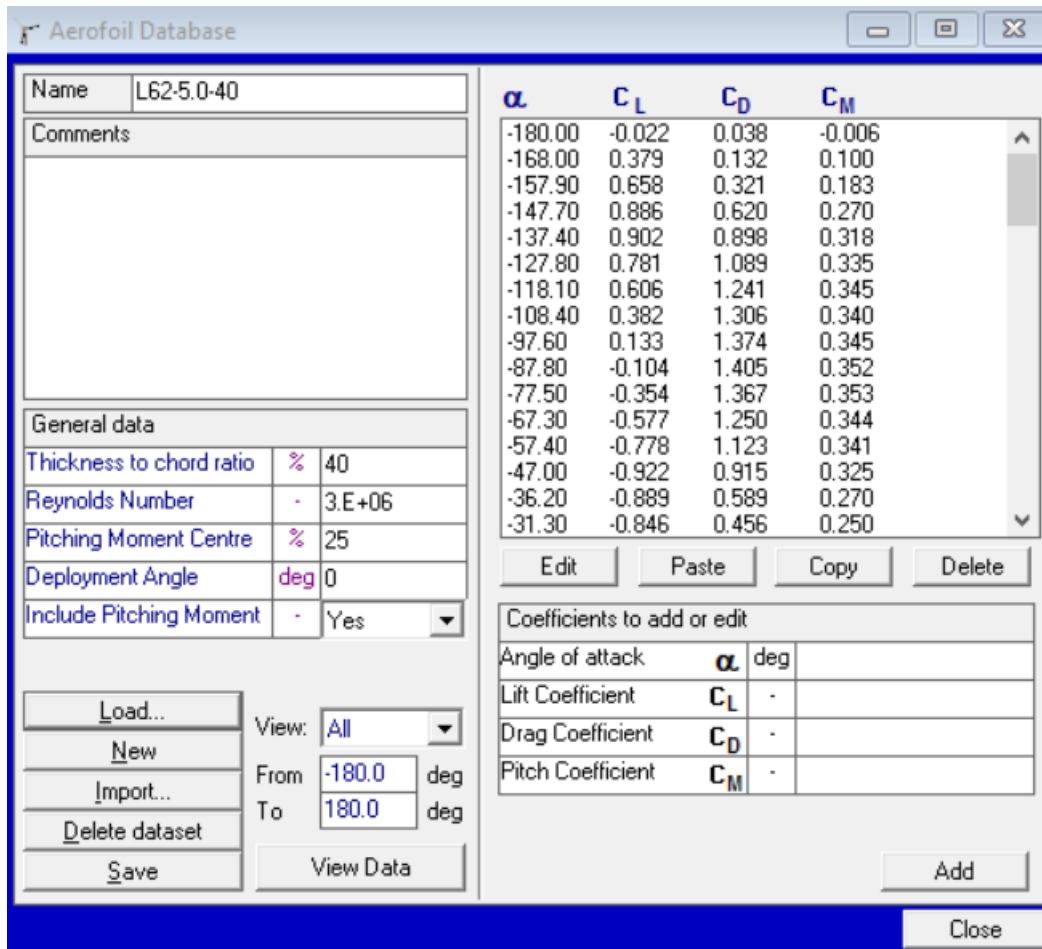 Aerofoil Database
Name L62-5.0-40
Comments
General data
Thickness to chord ratio % 40
Reynolds Number - 3.E+06
Pitching Moment Centre % 25
Deployment Angle deg 0
Include Pitching Moment - Yes
Load...
New
Import...
Delete dataset
Save
View: All
From -180.0 deg
To 180.0 deg
View Data
α CL CD CM
-180.00 -0.022 0.038 -0.006
-168.00 0.379 0.132 0.100
-157.90 0.658 0.321 0.183
-147.70 0.886 0.620 0.270
-137.40 0.902 0.898 0.318
-127.80 0.781 1.089 0.335
-118.10 0.606 1.241 0.345
-108.40 0.382 1.306 0.340
-97.60 0.133 1.374 0.345
-87.80 -0.104 1.405 0.352
-77.50 -0.354 1.367 0.353
-67.30 -0.577 1.250 0.344
-57.40 -0.778 1.123 0.341
-47.00 -0.922 0.915 0.325
-36.20 -0.889 0.589 0.270
-31.30 -0.846 0.456 0.250
Edit Paste Copy Delete
Coefficients to add or edit
Angle of attack α deg
Lift Coefficient CL -
Drag Coefficient CD -
Pitch Coefficient CM -
Add
Close